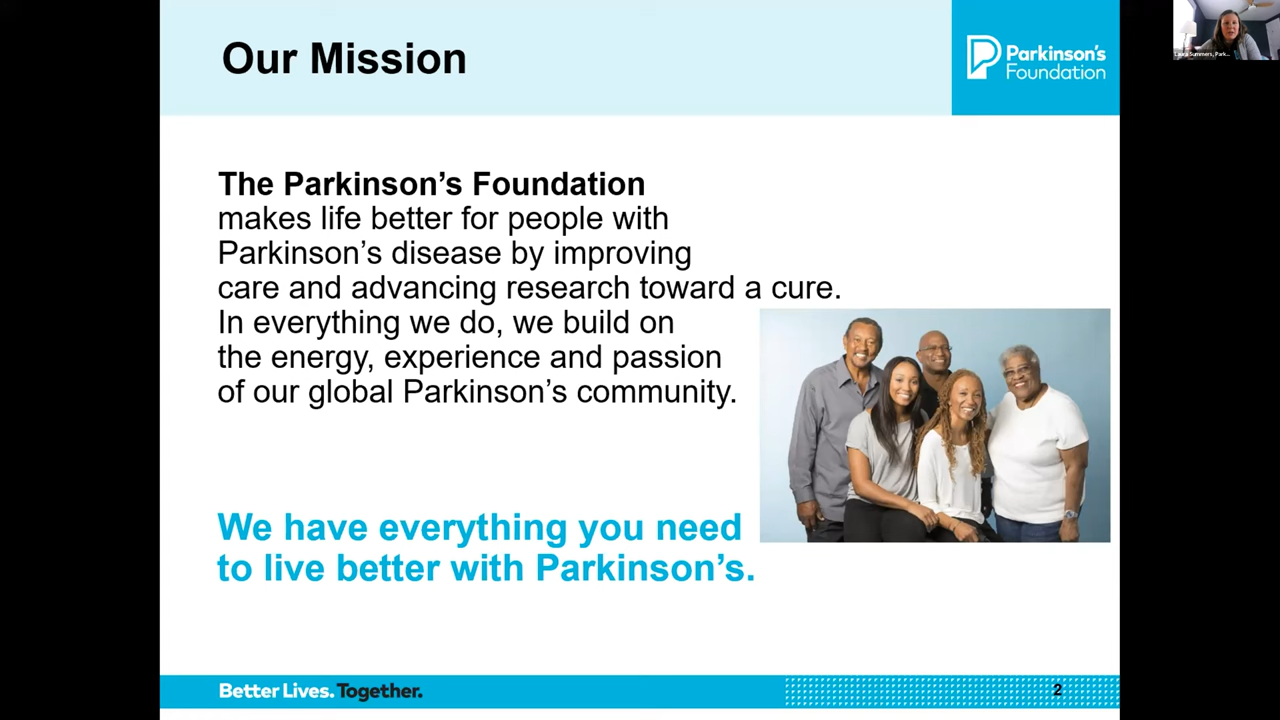 Our Mission
Parkinson's
Foundation
Summers, Park...
The Parkinson's Foundation
makes life better for people with
Parkinson's disease by improving
care and advancing research toward a cure.
In everything we do, we build on
the energy, experience and passion
of our global Parkinson's community.
We have everything you need
to live better with Parkinson's.
Better Lives. Together.
2